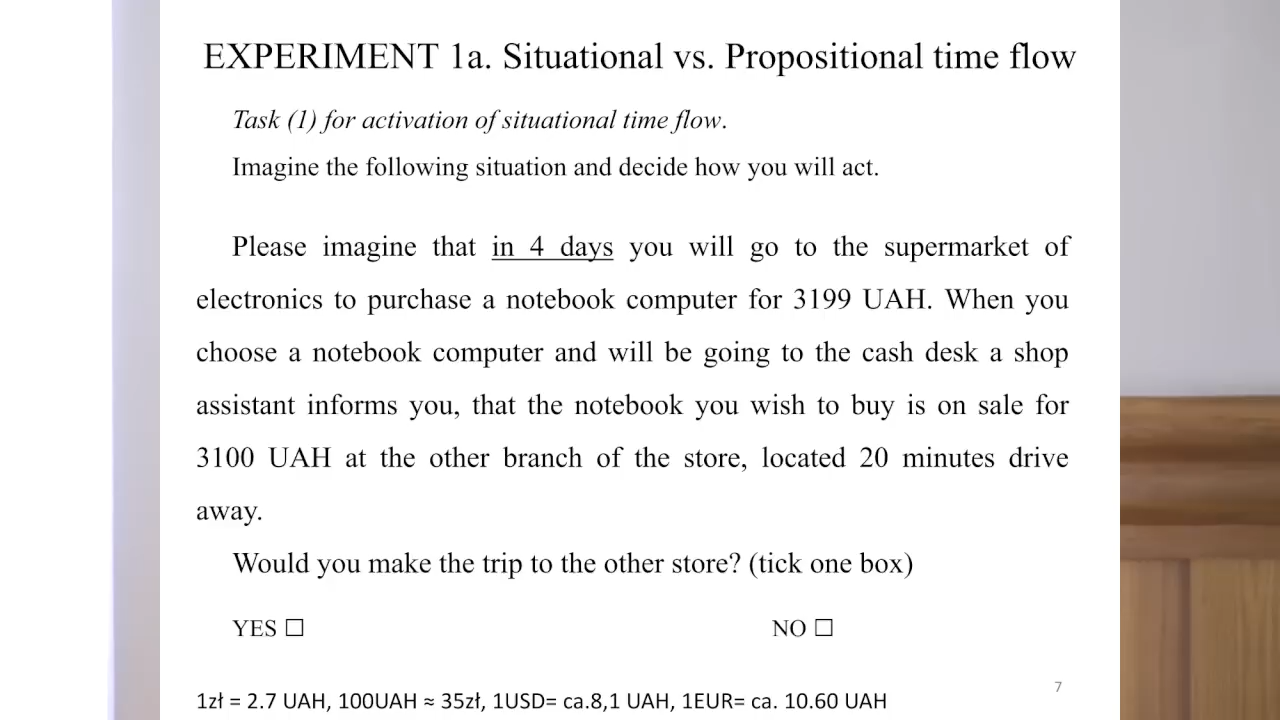 EXPERIMENT 1a. Situational vs. Propositional time flow
Task (1) for activation of situational time flow.
Imagine the following situation and decide how you will act.
Please imagine that in 4 days you will go to the supermarket of
electronics to purchase a notebook computer for 3199 UAH. When you
choose a notebook computer and will be going to the cash desk a shop
assistant informs you, that the notebook you wish to buy is on sale for
3100 UAH at the other branch of the store, located 20 minutes drive
away.
Would you make the trip to the other store? (tick one box)
YES ☐ NO ☐
7
1zł = 2.7 UAH, 100UAH ≈ 35zł, 1USD= ca.8,1 UAH, 1EUR= ca. 10.60 UAH